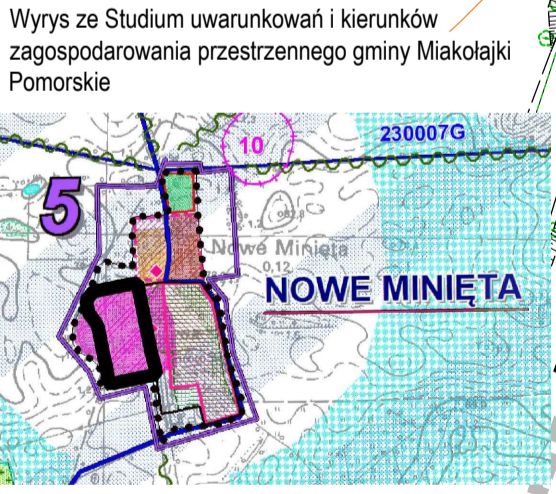 Wyrys ze Studium uwarunkowań i kierunków
zagospodarowania przestrzennego gminy Miakołajki
Pomorskie
230007G
10
5
Nowe Minięta
0,12
NOWE MINIĘTA